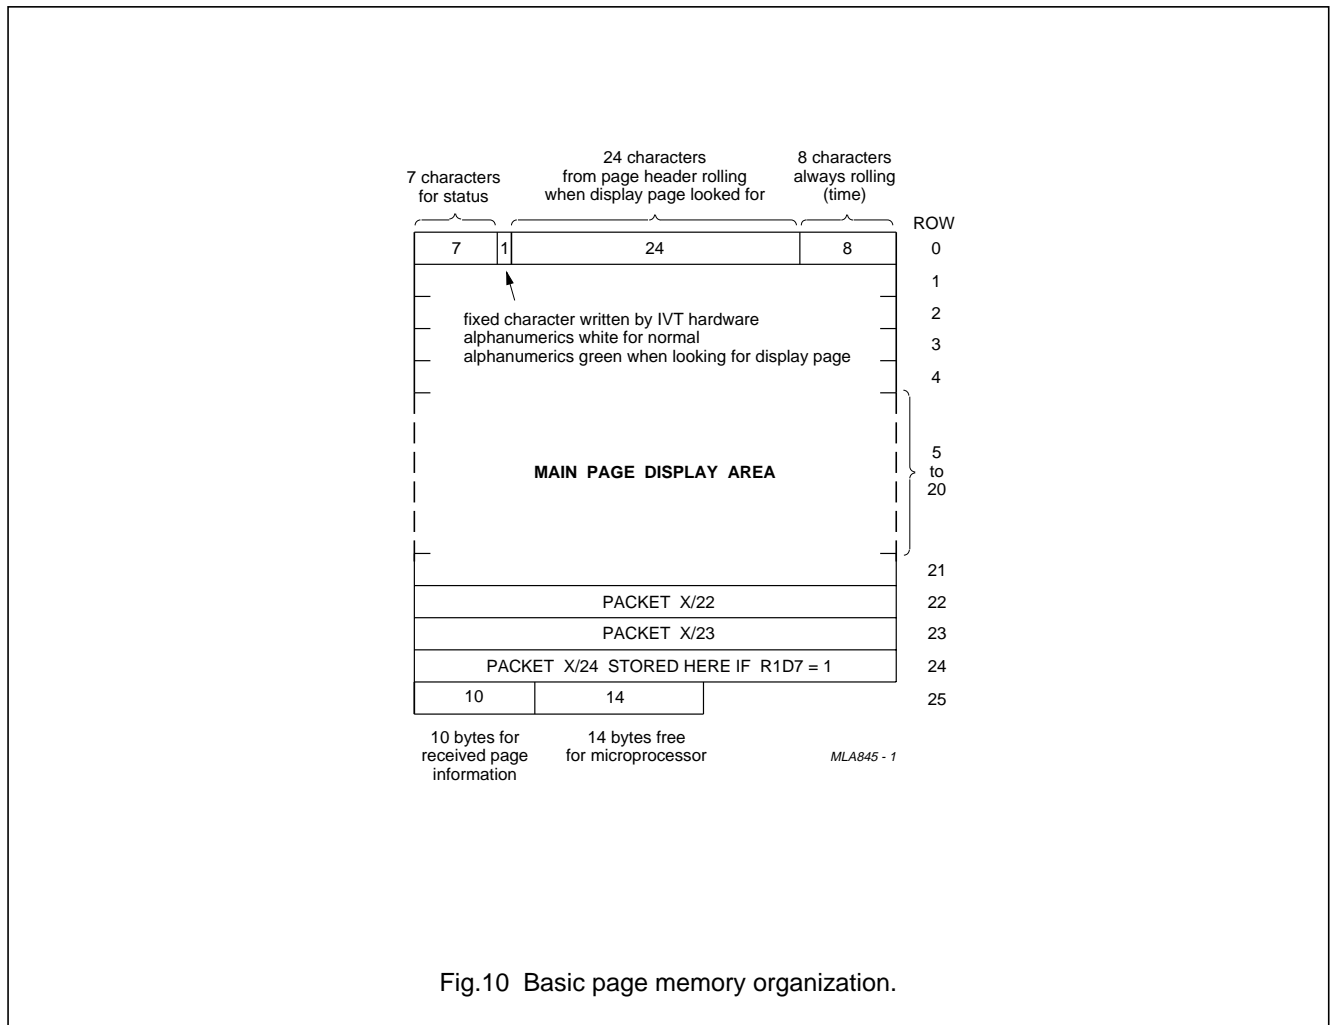 7 characters
for status
24 characters
from page header rolling
when display page looked for
8 characters
always rolling
(time)
ROW
7 1 24 8 0
1
fixed character written by IVT hardware
alphanumerics white for normal
alphanumerics green when looking for display page
2
3
4
MAIN PAGE DISPLAY AREA
5
to
20
21
PACKET X/22 22
PACKET X/23 23
PACKET X/24 STORED HERE IF R1D7 = 1 24
10 14 25
10 bytes for
received page
information
14 bytes free
for microprocessor
MLA845 - 1
Fig.10 Basic page memory organization.